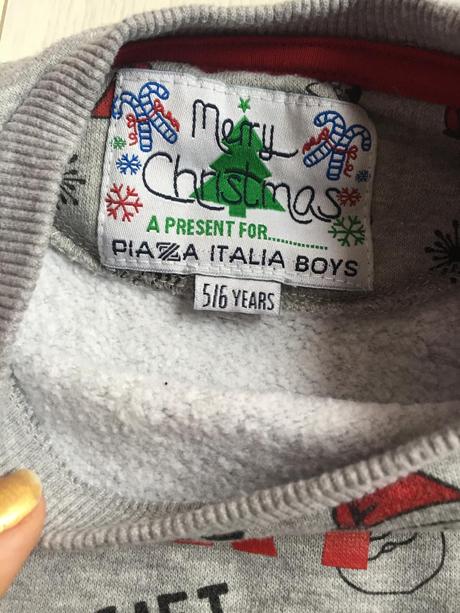 Merry
Christmas
A PRESENT FOR............
PIAZZA ITALIA BOYS
5/6 YEARS